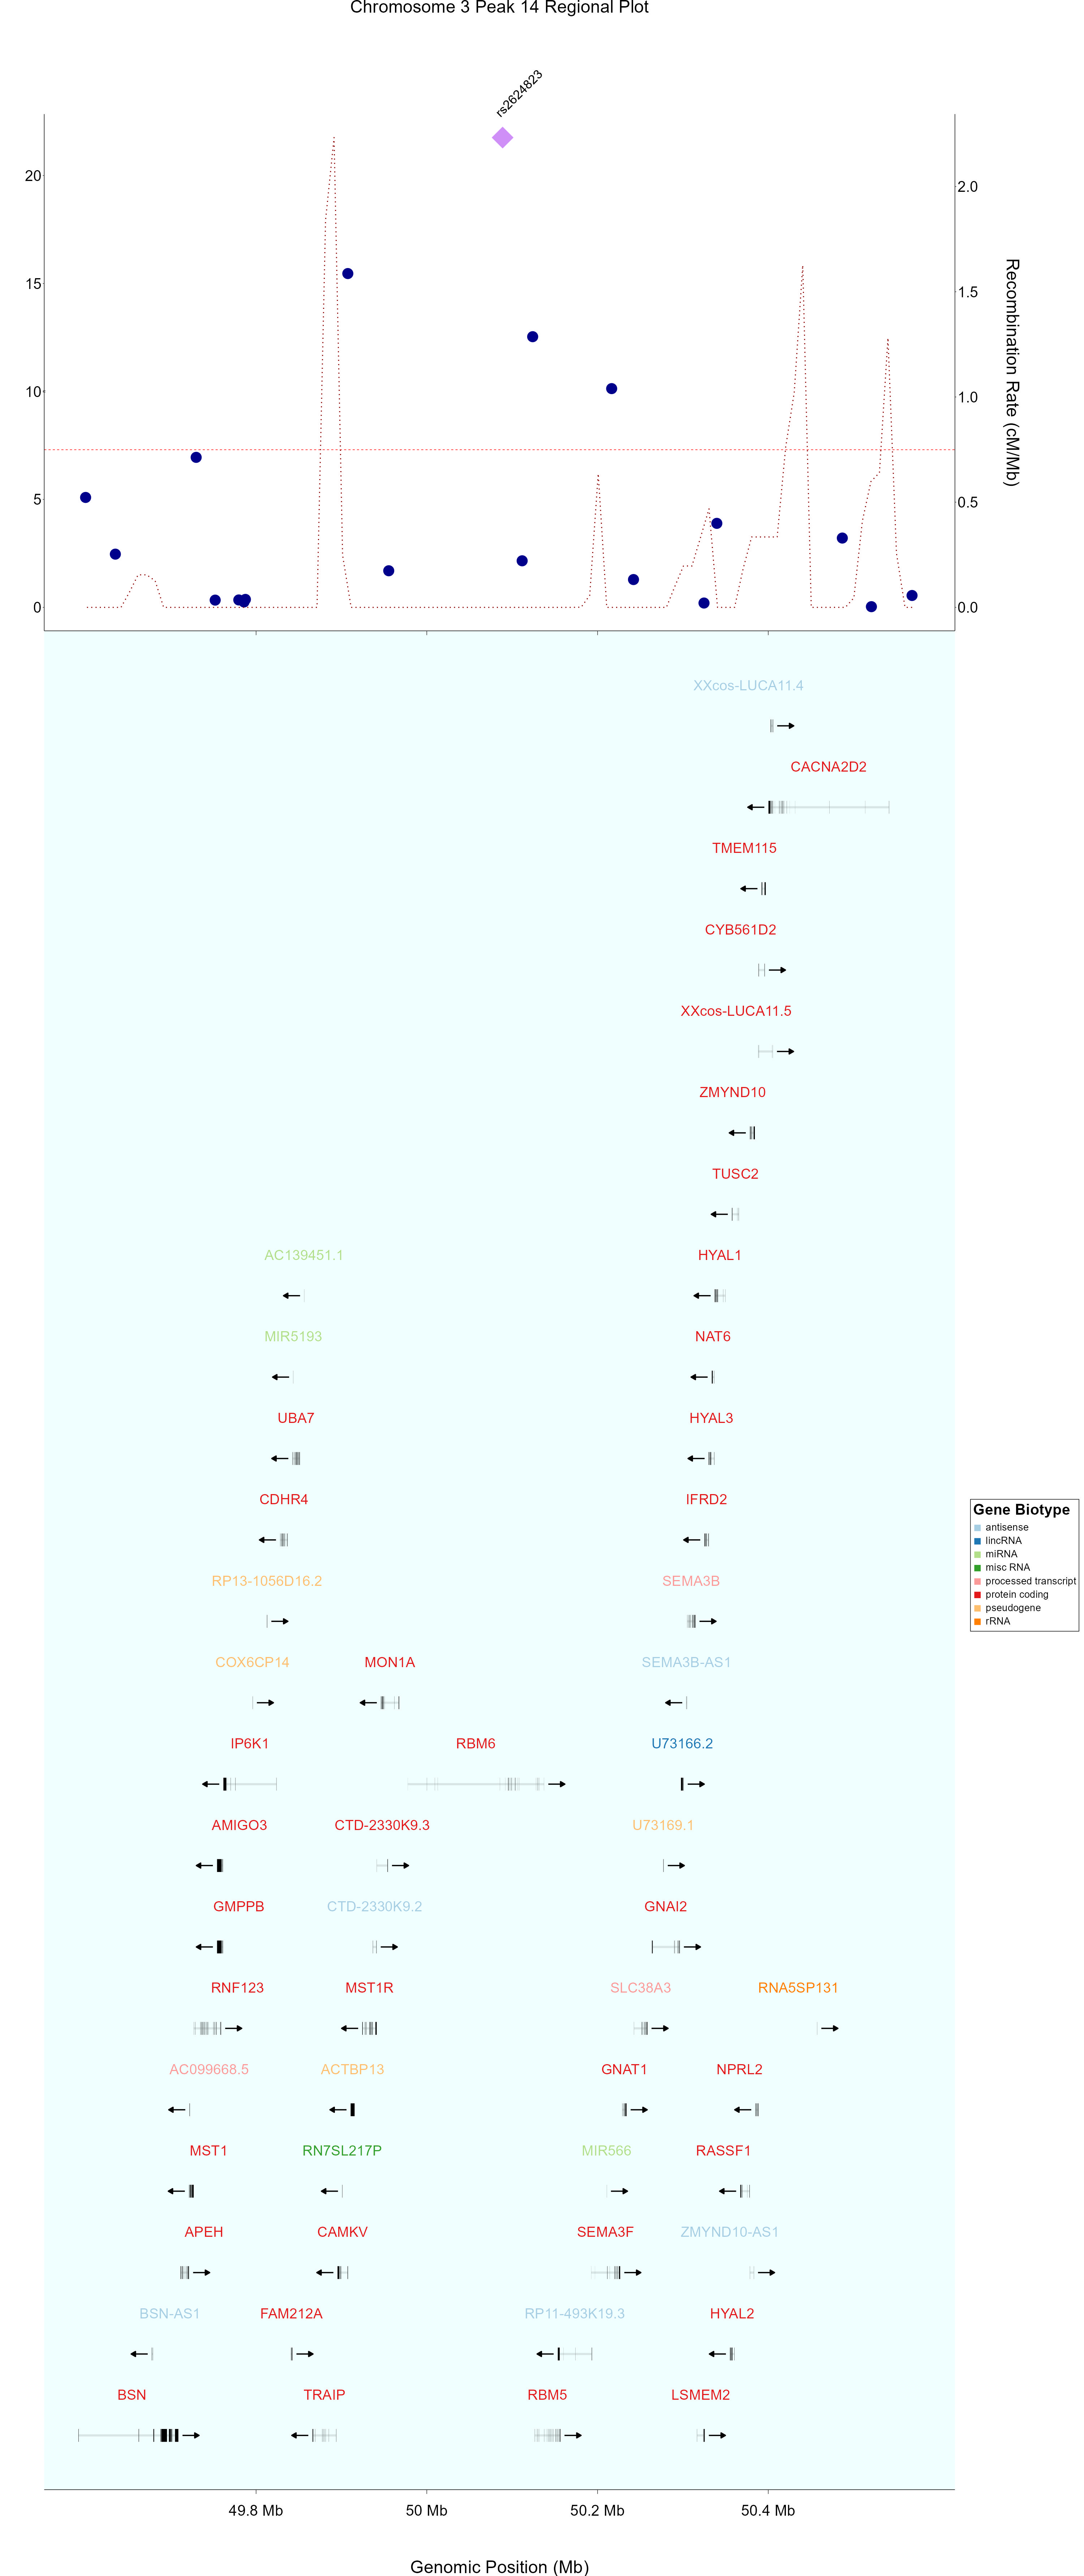 Chromosome 3 Peak 14 Regional Plot
rs2624823
20
15
10
5
0
2.0
1.5
1.0
0.5
0.0
Recombination Rate (cM/Mb)
XXcos-LUCA11.4
CACNA2D2
TMEM115
CYB561D2
XXcos-LUCA11.5
ZMYND10
TUSC2
AC139451.1 HYAL1
MIR5193 NAT6
UBA7 HYAL3
CDHR4 IFRD2
RP13-1056D16.2 SEMA3B
COX6CP14 MON1A SEMA3B-AS1
IP6K1 RBM6 U73166.2
AMIGO3 CTD-2330K9.3 U73169.1
GMPPB CTD-2330K9.2 GNAI2
RNF123 MST1R SLC38A3 RNA5SP131
AC099668.5 ACTBP13 GNAT1 NPRL2
MST1 RN7SL217P MIR566 RASSF1
APEH CAMKV SEMA3F ZMYND10-AS1
BSN-AS1 FAM212A RP11-493K19.3 HYAL2
BSN TRAIP RBM5 LSMEM2
Gene Biotype
antisense
lincRNA
miRNA
misc RNA
processed transcript
protein coding
pseudogene
rRNA
49.8 Mb 50 Mb 50.2 Mb 50.4 Mb
Genomic Position (Mb)